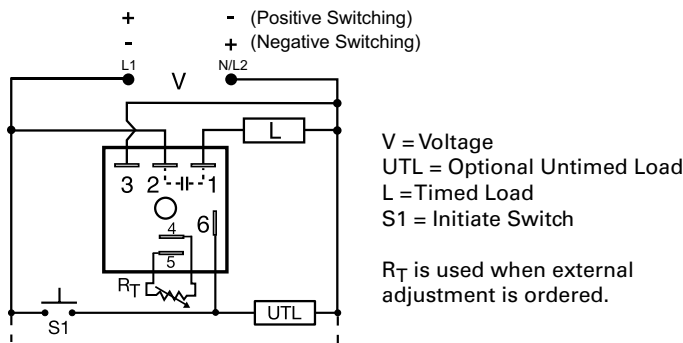 + - (Positive Switching)
- + (Negative Switching)
L1 N/L2
V
L
3 2 1
6
4
5
RT
S1
UTL
V = Voltage
UTL = Optional Untimed Load
L = Timed Load
S1 = Initiate Switch
RT is used when external
adjustment is ordered.